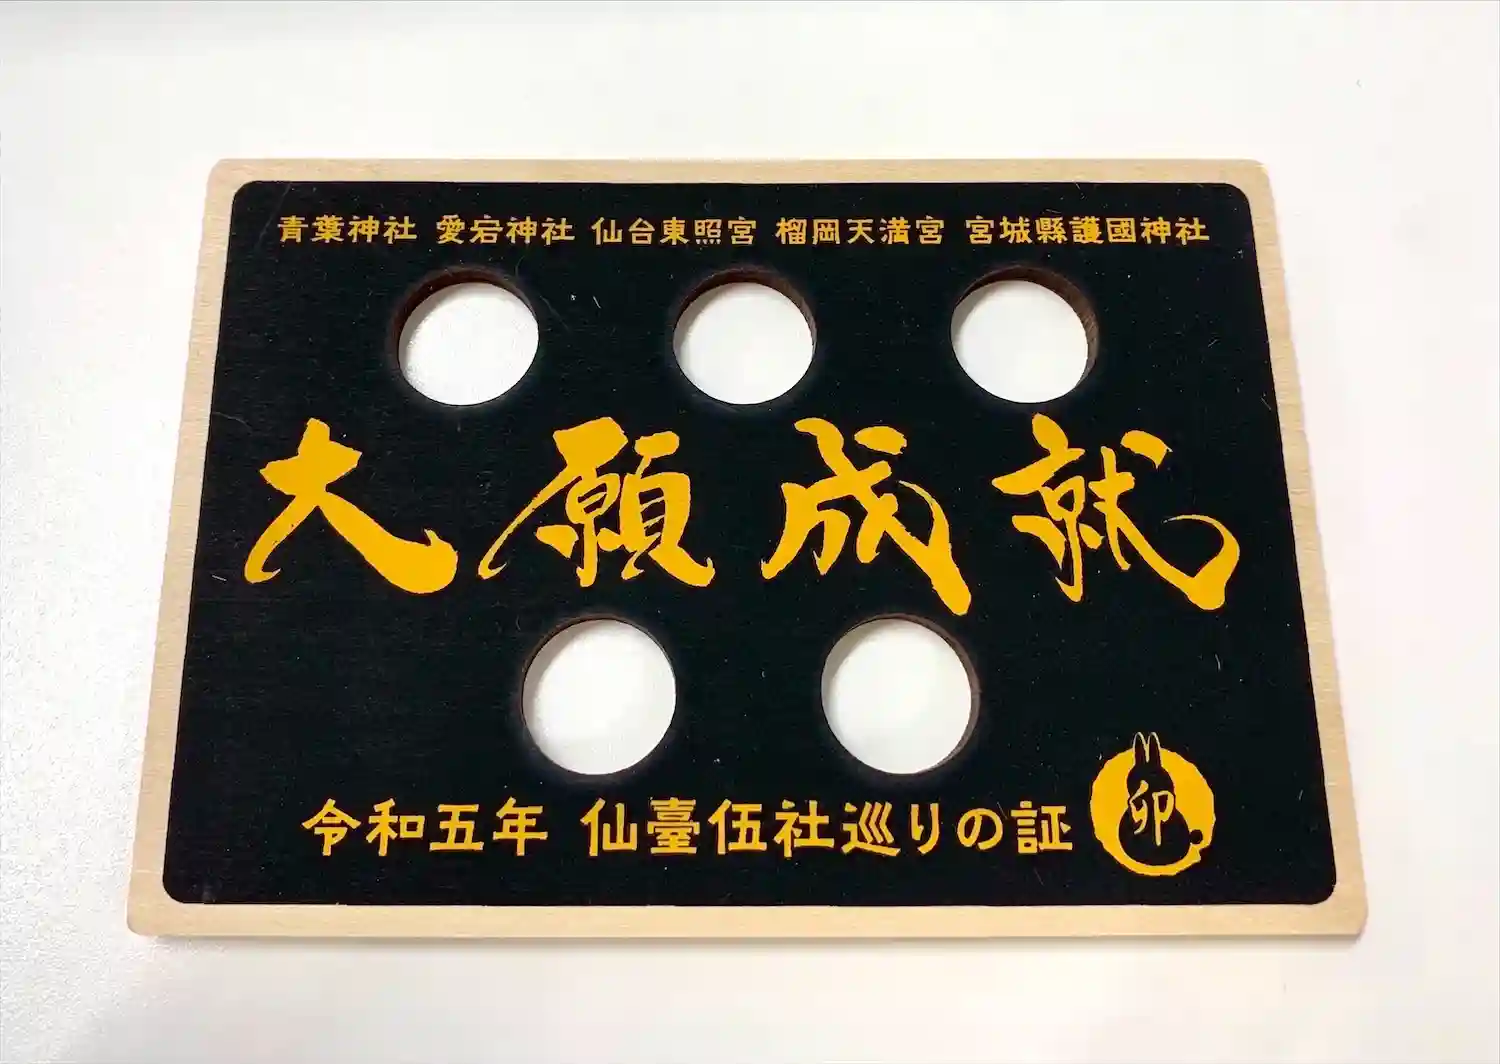 青葉神社 愛宕神社 仙台東照宮 榴岡天満宮 宮城縣護國神社
大願成就
令和五年 仙臺伍社巡りの証
卯